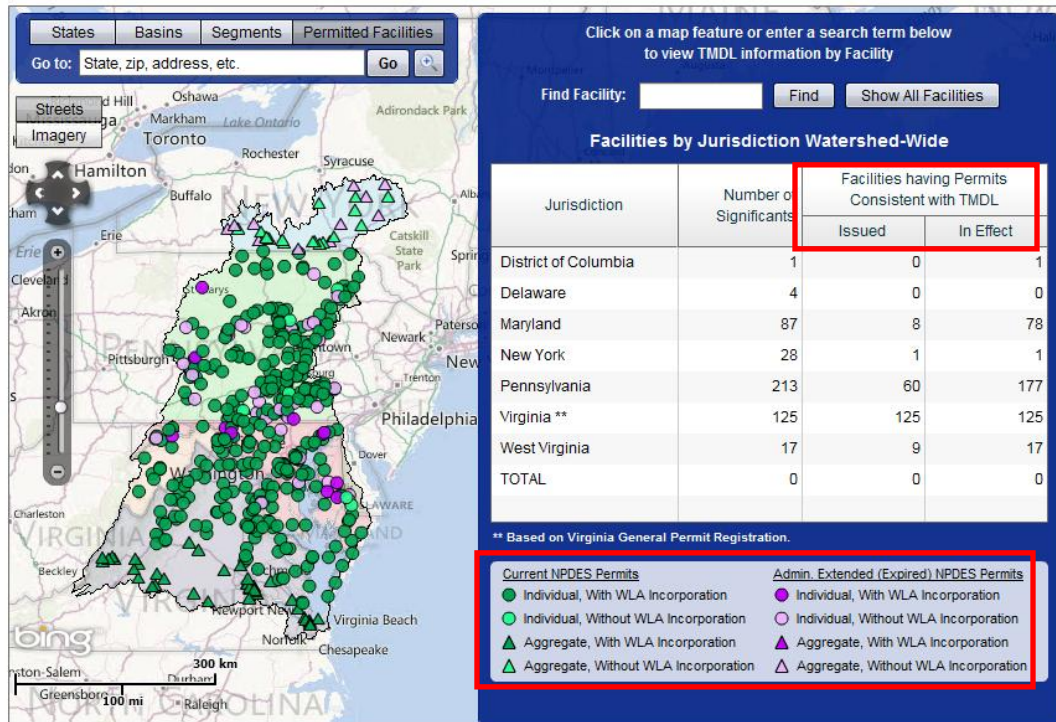 States Basins Segments Permitted Facilities
Go to: State, zip, address, etc. Go
Streets
Imagery
Hill
Oshawa
Markham
Toronto
Lake Ontario
Adirondack Park
Rochester
Syracuse
Hamilton
Buffalo
NEW YORK
Erie
Catskill
State
Park
Cleveland
Akron
Pittsburgh
Newark
Trenton
Philadelphia
Dover
Washington
DELAWARE
Charleston
VIRGINIA
Beckley
VIRGINIA
Newport News
Virginia Beach
Norfolk
Chesapeake
bing
300 km
100 mi
Greensboro
Durham
Raleigh
NORTH CAROLINA
Click on a map feature or enter a search term below
to view TMDL information by Facility
Find Facility: Find Show All Facilities
Facilities by Jurisdiction Watershed-Wide
Jurisdiction Number of Significants Facilities having Permits Consistent with TMDL
Issued In Effect
District of Columbia 1 0 1
Delaware 4 0 0
Maryland 87 8 78
New York 28 1 1
Pennsylvania 213 60 177
Virginia ** 125 125 125
West Virginia 17 9 17
TOTAL 0 0 0
** Based on Virginia General Permit Registration.
Current NPDES Permits
Individual, With WLA Incorporation
Individual, Without WLA Incorporation
Aggregate, With WLA Incorporation
Aggregate, Without WLA Incorporation
Admin. Extended (Expired) NPDES Permits
Individual, With WLA Incorporation
Individual, Without WLA Incorporation
Aggregate, With WLA Incorporation
Aggregate, Without WLA Incorporation